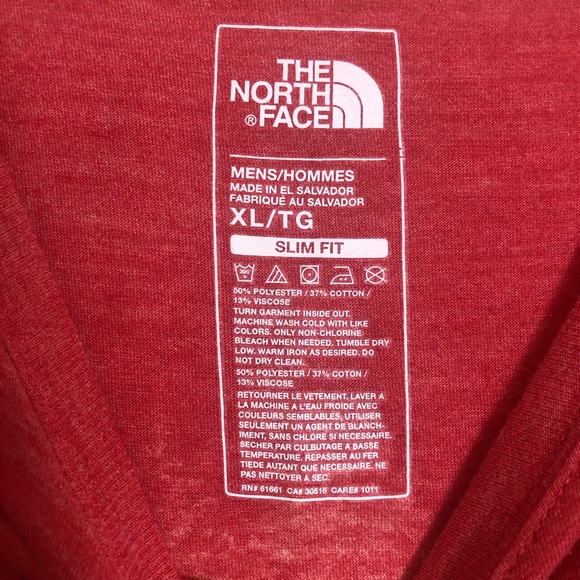 THE
NORTH
® FACE
MENS/HOMMES
MADE IN EL SALVADOR
FABRIQUÉ AU SALVADOR
XL/TG
SLIM FIT
50% POLYESTER / 37% COTTON /
13% VISCOSE
TURN GARMENT INSIDE OUT.
MACHINE WASH COLD WITH LIKE
COLORS. ONLY NON-CHLORINE
BLEACH WHEN NEEDED. TUMBLE DRY
LOW. WARM IRON AS DESIRED. DO
NOT DRY CLEAN.
50% POLYESTER / 37% COTON /
13% VISCOSE
RETOURNER LE VETEMENT. LAVER A
LA MACHINE A L'EAU FROIDE AVEC
COULEURS SEMBLABLES, UTILISER
SEULEMENT UN AGENT DE BLANCHI-
MENT, SANS CHLORE SI NECESSAIRE.
SECHER PAR CULBUTAGE A BASSE
TEMPERATURE. REPASSER AU FER
TIEDE AUTANT QUE NECESSAIRE. NE
PAS NETTOYER A SEC.
RN# 61661 CA# 30516 CARE# 1011